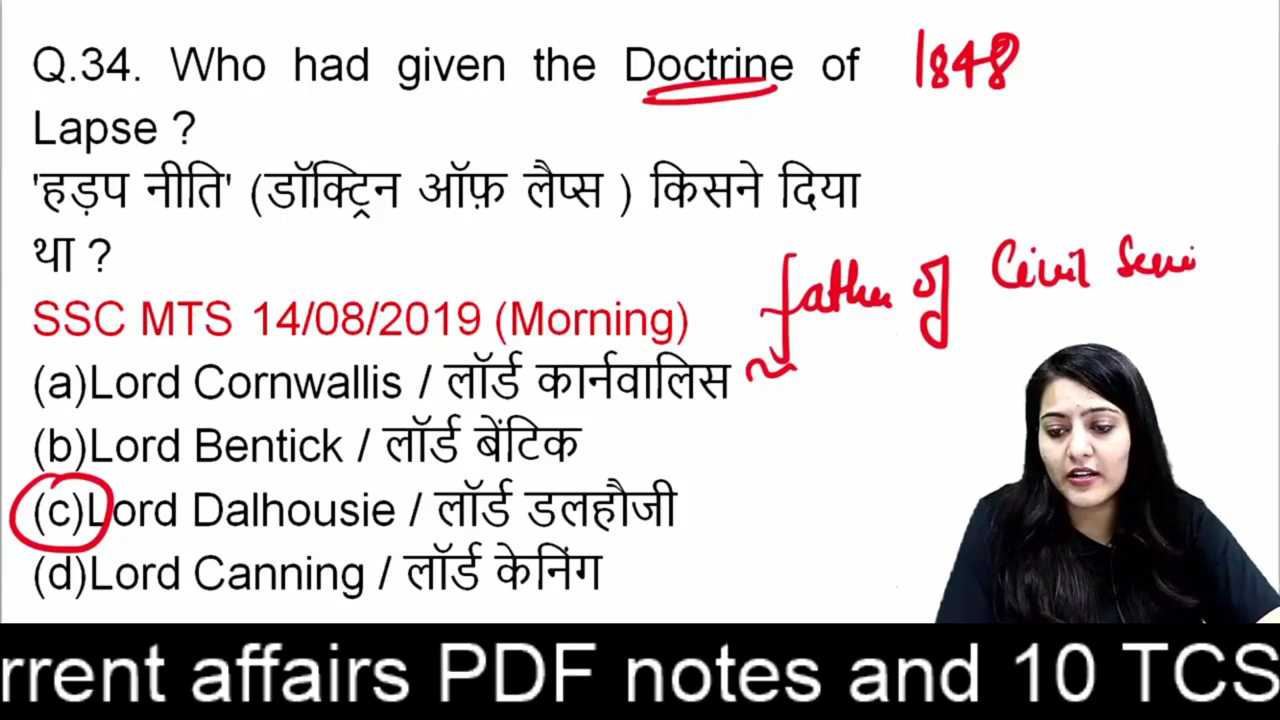 Q.34. Who had given the Doctrine of 1848
Lapse ?
'हड़प नीति' (डॉक्ट्रिन ऑफ़ लैप्स ) किसने दिया
था ?
father of Civil
SSC MTS 14/08/2019 (Morning)
(a)Lord Cornwallis / लॉर्ड कार्नवालिस
(b)Lord Bentick / लॉर्ड बेंटिक
(c)Lord Dalhousie / लॉर्ड डलहौजी
(d)Lord Canning / लॉर्ड केनिंग
rrent affairs PDF notes and 10 TCS